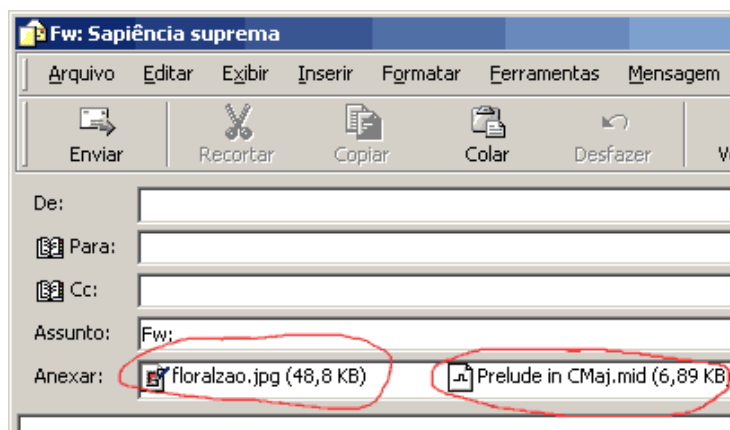 Fw: Sapiência suprema
Arquivo Editar Exibir Inserir Formatar Ferramentas Mensagem
Enviar Recortar Copiar Colar Desfazer
De:
Para:
Cc:
Assunto: Fw:
Anexar: floralzao.jpg (48,8 KB) Prelude in CMaj.mid (6,89 KB)